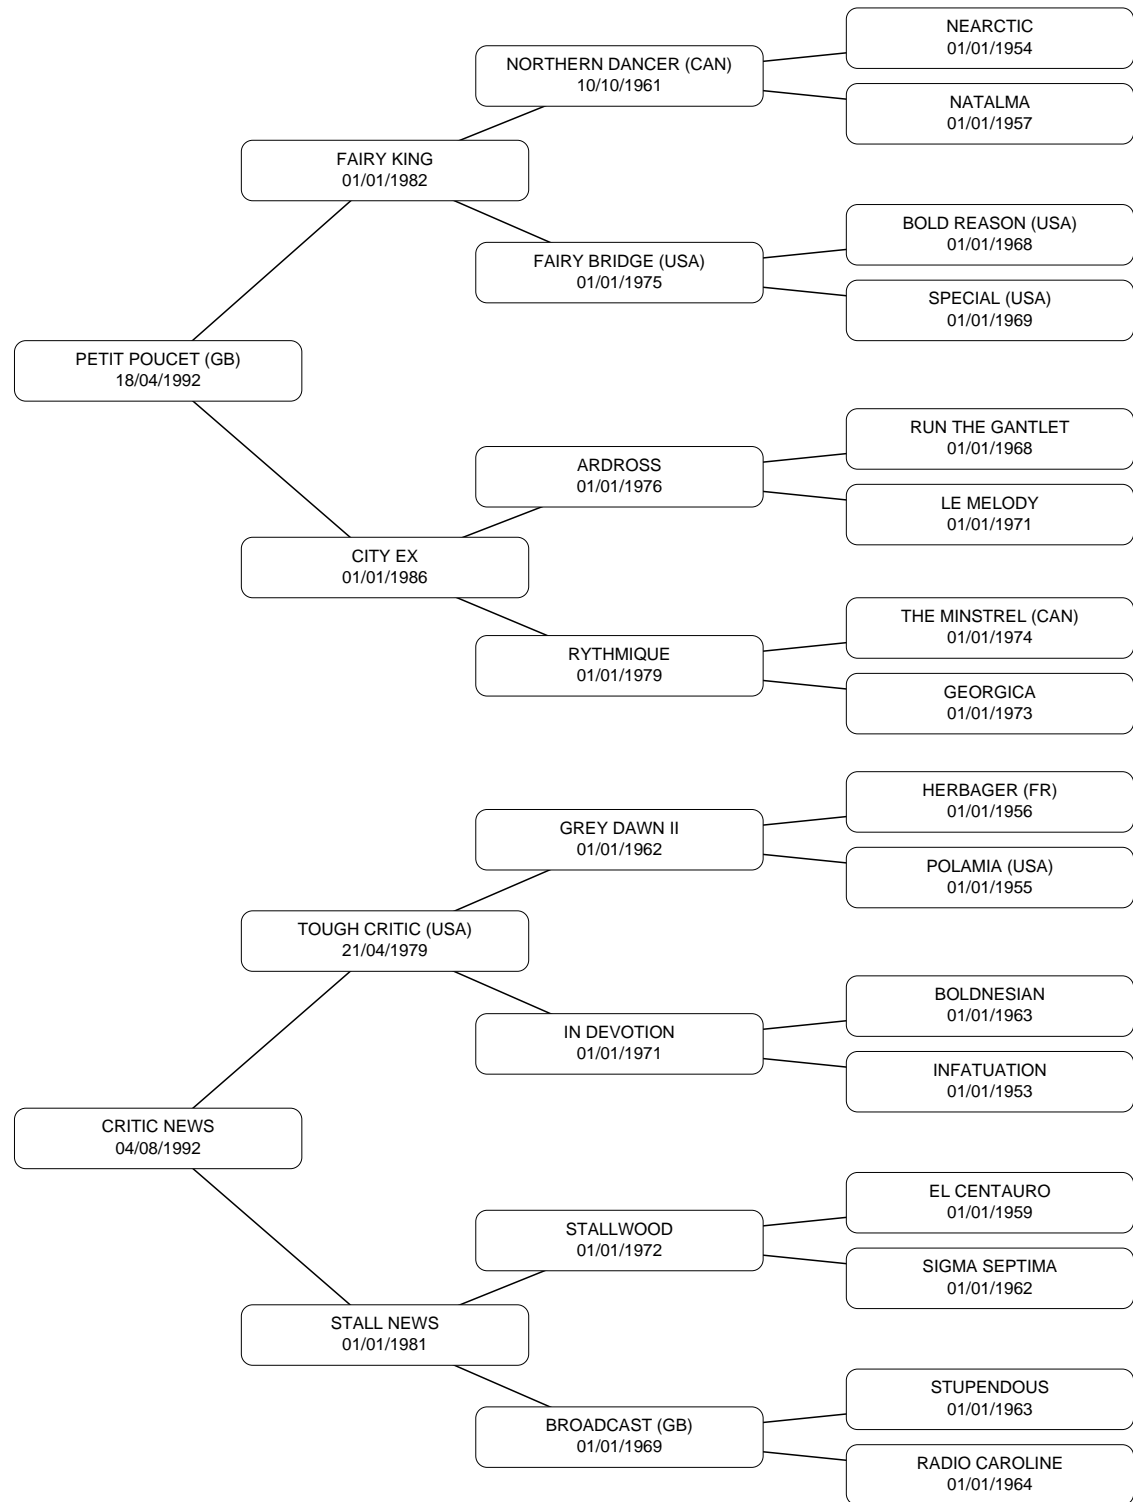 NEARCTIC
01/01/1954
NORTHERN DANCER (CAN)
10/10/1961
NATALMA
01/01/1957
FAIRY KING
01/01/1982
BOLD REASON (USA)
01/01/1968
FAIRY BRIDGE (USA)
01/01/1975
SPECIAL (USA)
01/01/1969
PETIT POUCET (GB)
18/04/1992
RUN THE GANTLET
01/01/1968
ARDROSS
01/01/1976
LE MELODY
01/01/1971
CITY EX
01/01/1986
THE MINSTREL (CAN)
01/01/1974
RYTHMIQUE
01/01/1979
GEORGICA
01/01/1973
HERBAGER (FR)
01/01/1956
GREY DAWN II
01/01/1962
POLAMIA (USA)
01/01/1955
TOUGH CRITIC (USA)
21/04/1979
BOLDNESIAN
01/01/1963
IN DEVOTION
01/01/1971
INFATUATION
01/01/1953
CRITIC NEWS
04/08/1992
EL CENTAURO
01/01/1959
STALLWOOD
01/01/1972
SIGMA SEPTIMA
01/01/1962
STALL NEWS
01/01/1981
STUPENDOUS
01/01/1963
BROADCAST (GB)
01/01/1969
RADIO CAROLINE
01/01/1964